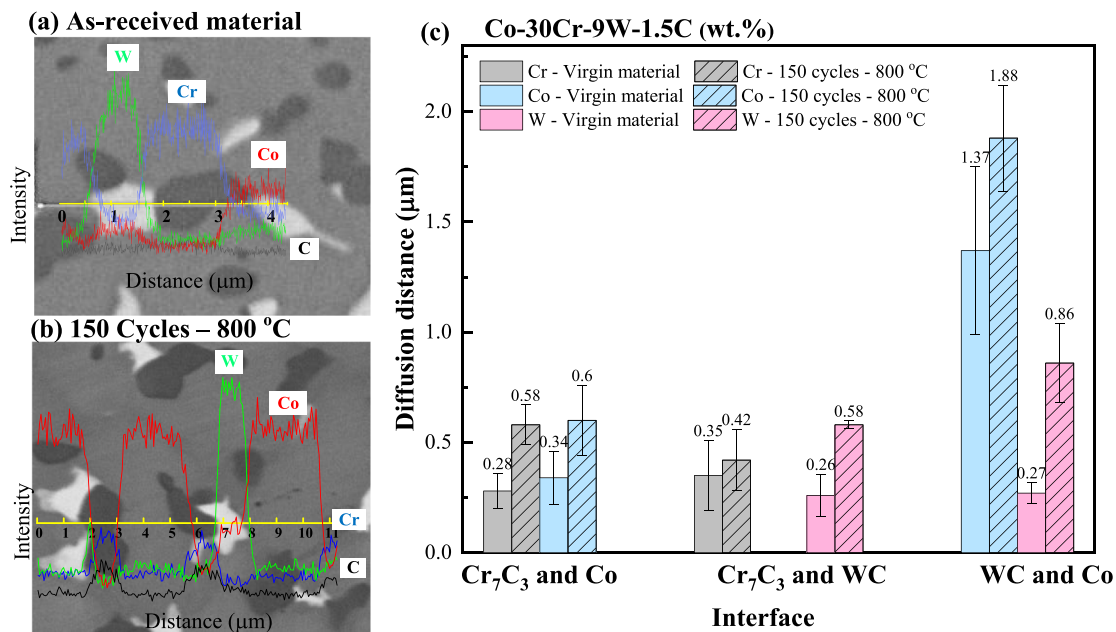 (a) As-received material
W
Cr
Co
C
Intensity
0 1 2 3 4
Distance (μm)
(b) 150 Cycles – 800 °C
W
Co
Cr
C
Intensity
0 1 2 3 4 5 6 7 8 9 10 11
Distance (μm)
(c) Co-30Cr-9W-1.5C (wt.%)
Cr - Virgin material Cr - 150 cycles - 800 °C
Co - Virgin material Co - 150 cycles - 800 °C
W - Virgin material W - 150 cycles - 800 °C
Diffusion distance (μm)
2.0
1.5
1.0
0.5
0.0
0.28 0.58 0.34 0.6
0.35 0.42 0.26 0.58
1.37 1.88 0.27 0.86
Cr₇C₃ and Co Cr₇C₃ and WC WC and Co
Interface